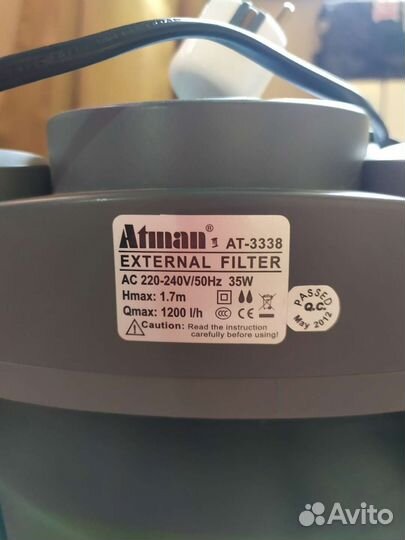 Atman® AT-3338
EXTERNAL FILTER
AC 220-240V/50Hz 35W
Hmax: 1.7m
Qmax: 1200 l/h
Caution: Read the instruction
carefully before using!
PASSED
Q.C.
May 2012
Avito